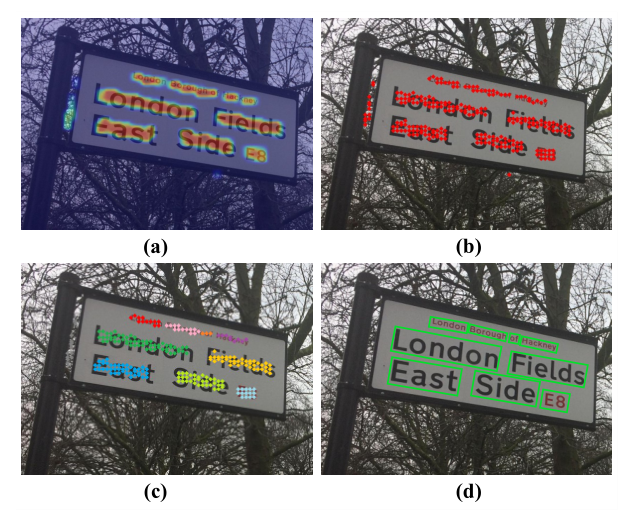 London Fields
East Side E8
(a)
London Fields
East Side E8
(b)
London Fields
East Side
(c)
London Borough of Hackney
London Fields
East Side E8
(d)